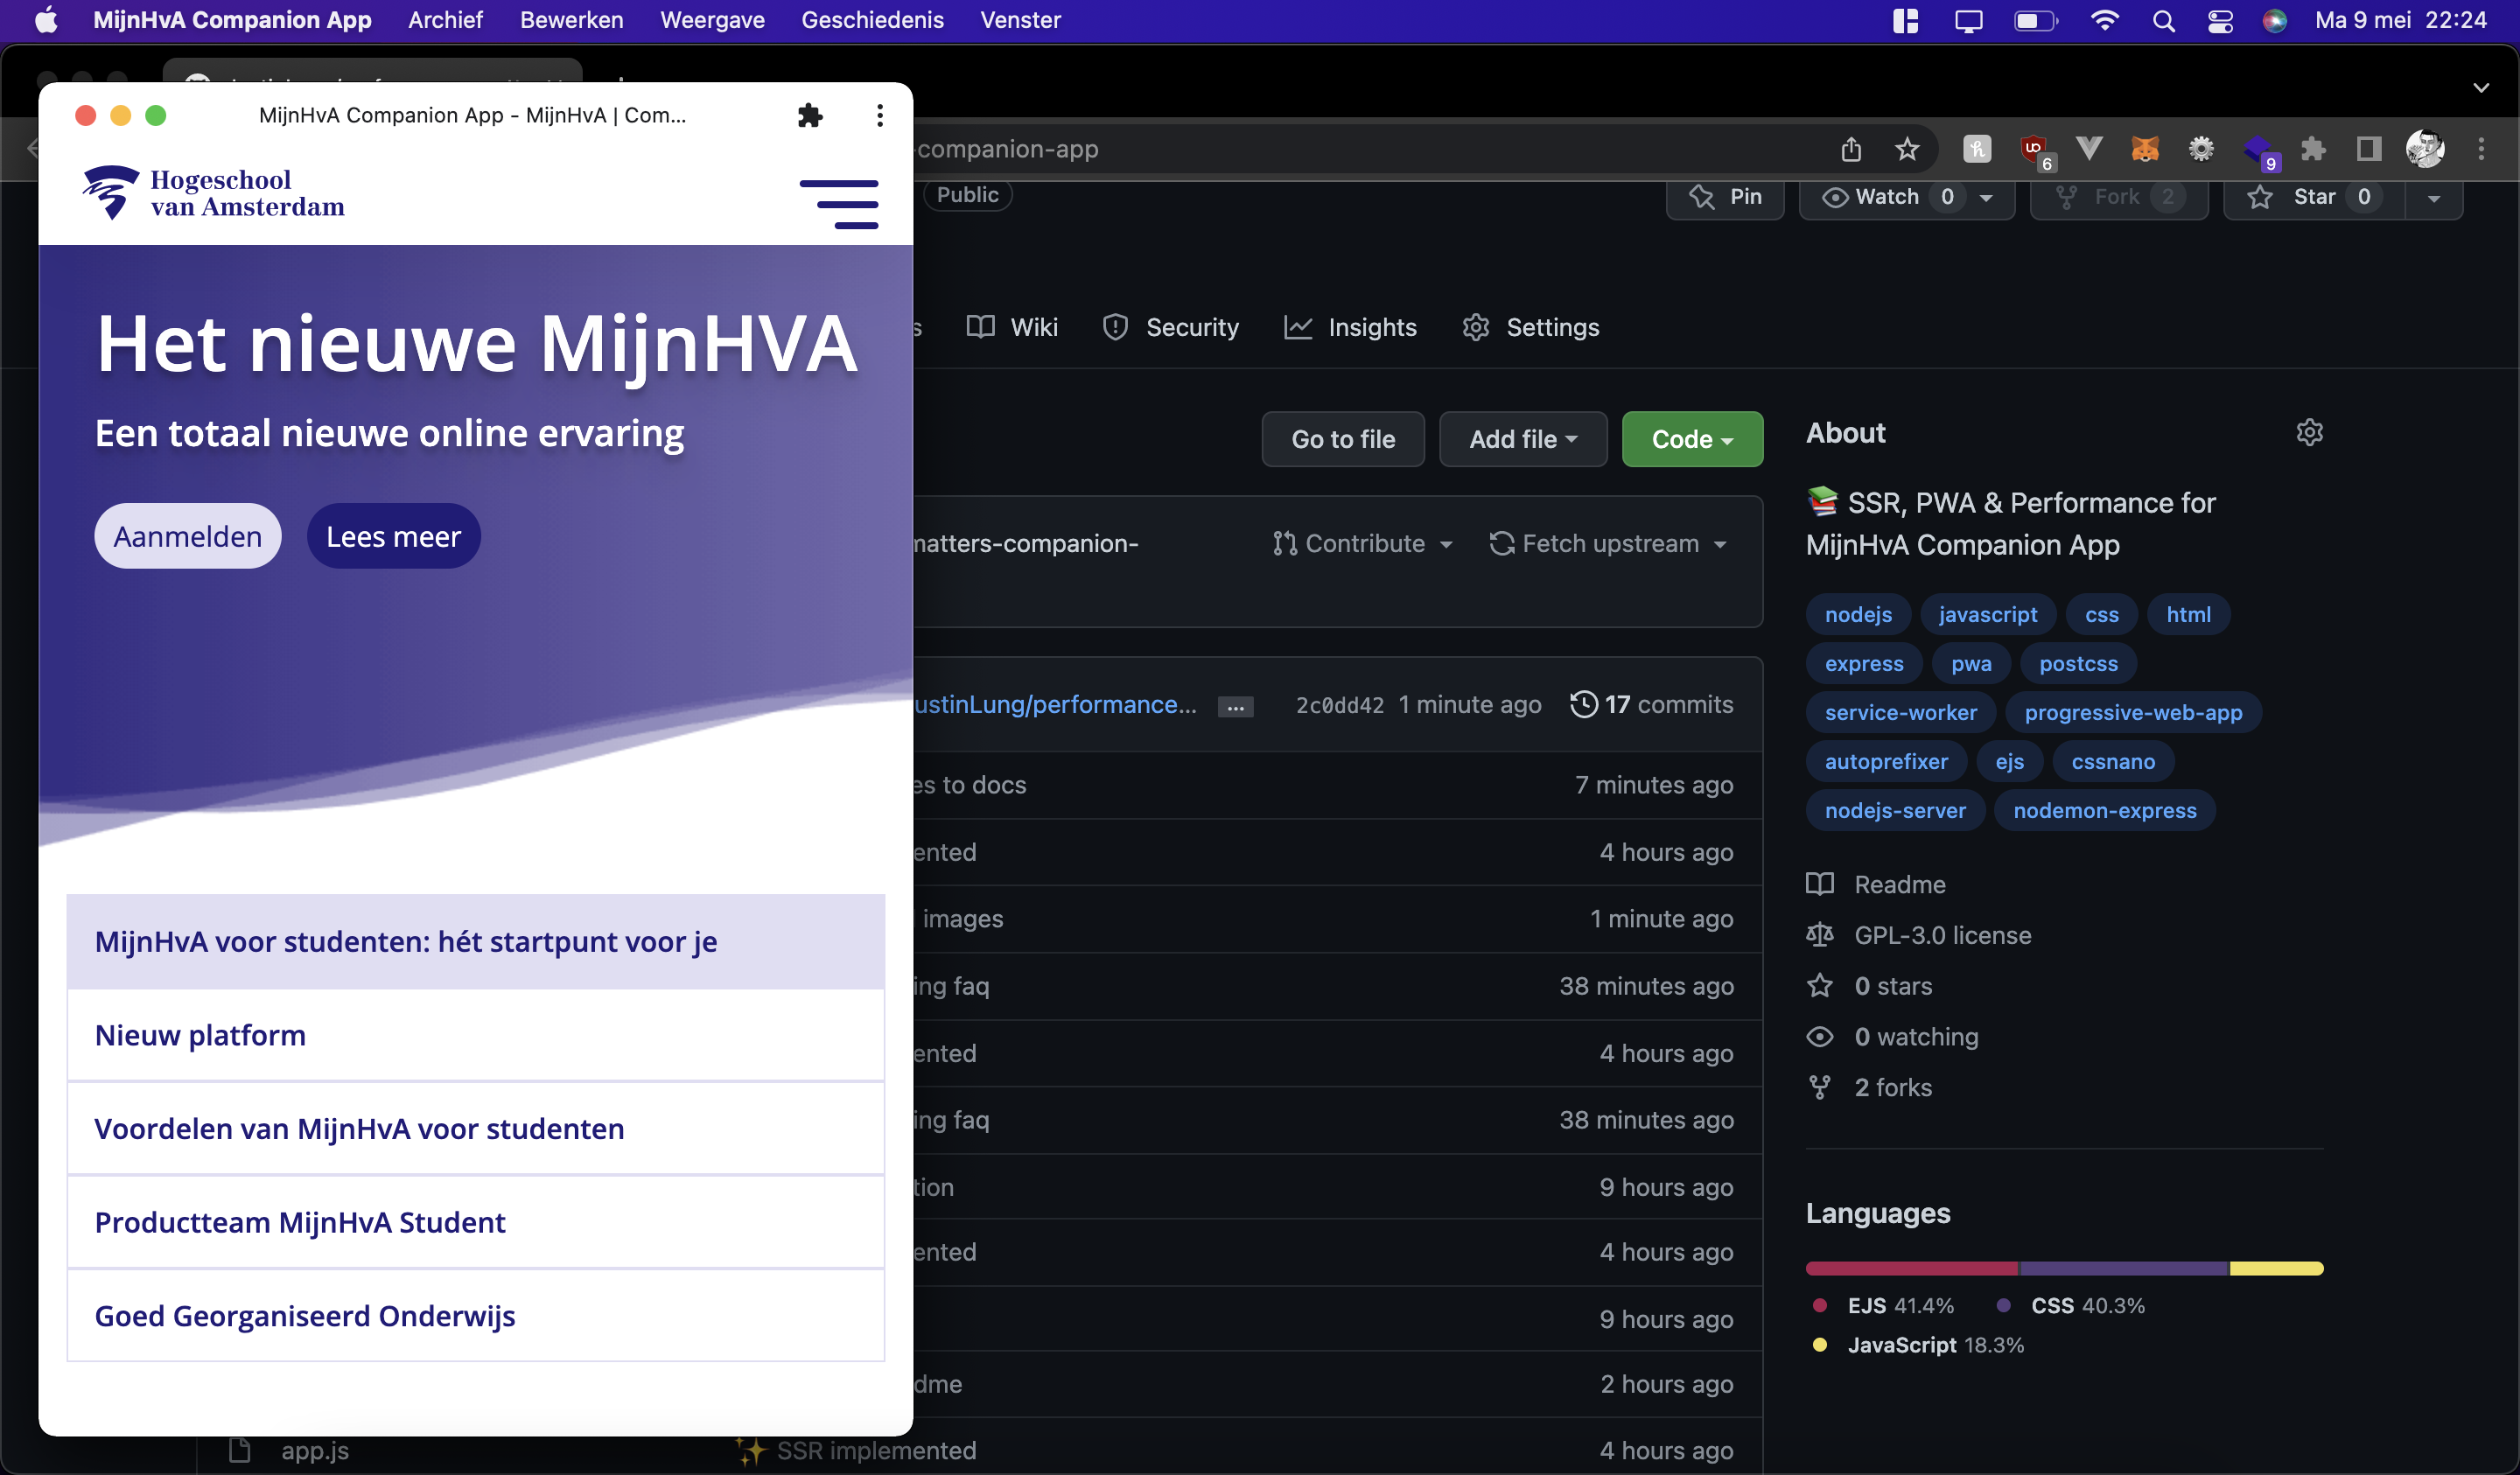 MijnHvA Companion App Archief Bewerken Weergave Geschiedenis Venster Ma 9 mei 22:24
MijnHvA Companion App - MijnHvA | Com...
Hogeschool
van Amsterdam
Het nieuwe MijnHVA
Een totaal nieuwe online ervaring
Aanmelden Lees meer
MijnHvA voor studenten: hét startpunt voor je
Nieuw platform
Voordelen van MijnHvA voor studenten
Productteam MijnHvA Student
Goed Georganiseerd Onderwijs
-companion-app
6 9
Public Pin Watch 0 Fork 2 Star 0
s Wiki Security Insights Settings
Go to file Add file Code
matters-companion- Contribute Fetch upstream
ustinLung/performance... ... 2c0dd42 1 minute ago 17 commits
es to docs 7 minutes ago
ented 4 hours ago
images 1 minute ago
ing faq 38 minutes ago
ented 4 hours ago
ing faq 38 minutes ago
tion 9 hours ago
ented 4 hours ago
9 hours ago
dme 2 hours ago
app.js ✨ SSR implemented 4 hours ago
About
📚 SSR, PWA & Performance for
MijnHvA Companion App
nodejs javascript css html
express pwa postcss
service-worker progressive-web-app
autoprefixer ejs cssnano
nodejs-server nodemon-express
Readme
GPL-3.0 license
0 stars
0 watching
2 forks
Languages
EJS 41.4% CSS 40.3%
JavaScript 18.3%